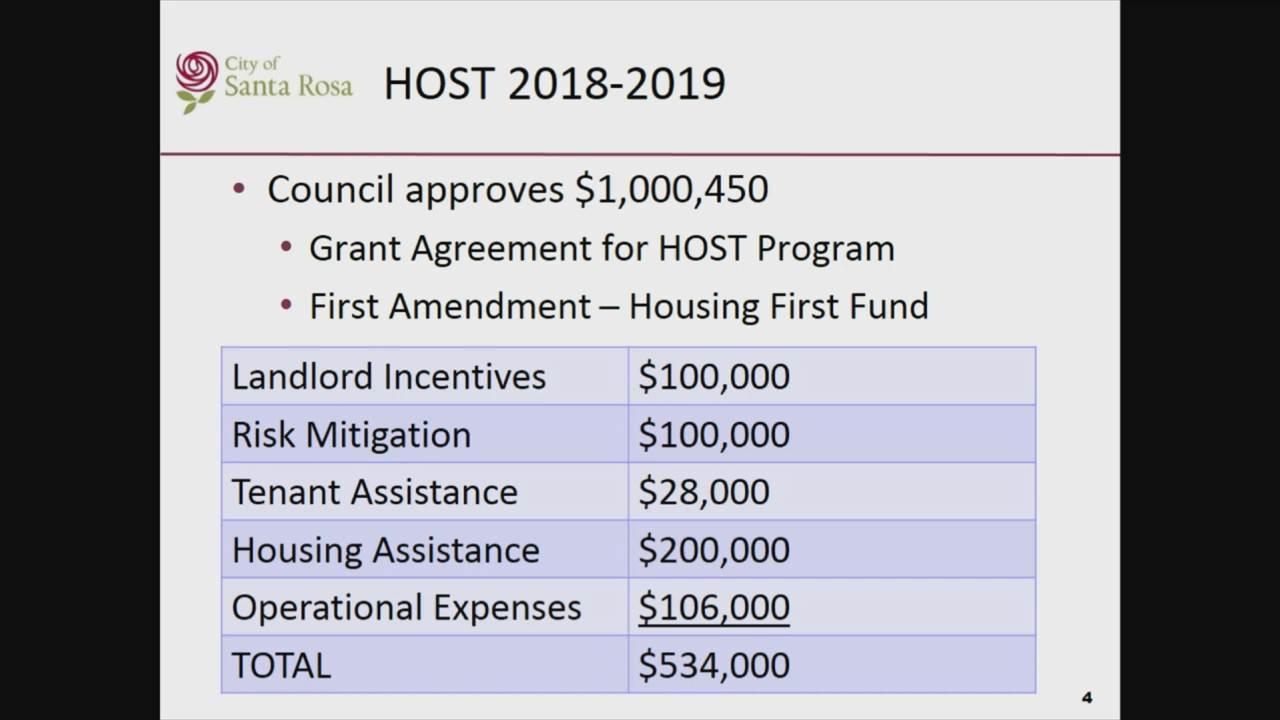 City of
Santa Rosa
HOST 2018-2019
• Council approves $1,000,450
• Grant Agreement for HOST Program
• First Amendment – Housing First Fund
Landlord Incentives $100,000
Risk Mitigation $100,000
Tenant Assistance $28,000
Housing Assistance $200,000
Operational Expenses $106,000
TOTAL $534,000
4